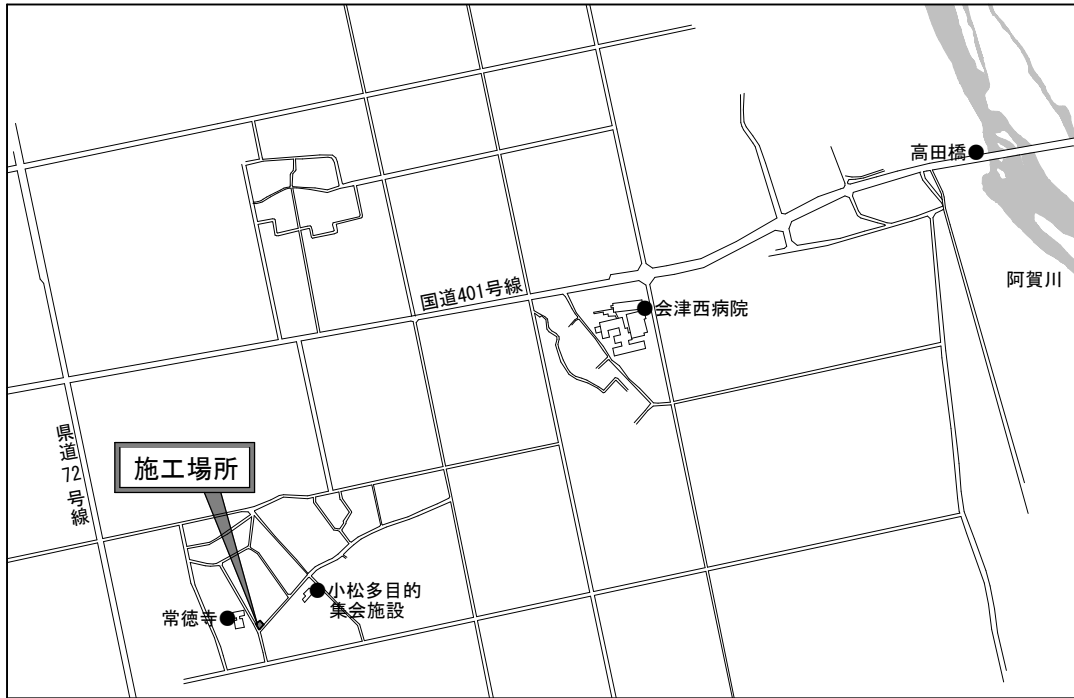 高田橋
阿賀川
国道401号線
会津西病院
県道72号線
施工場所
小松多目的
集会施設
常徳寺